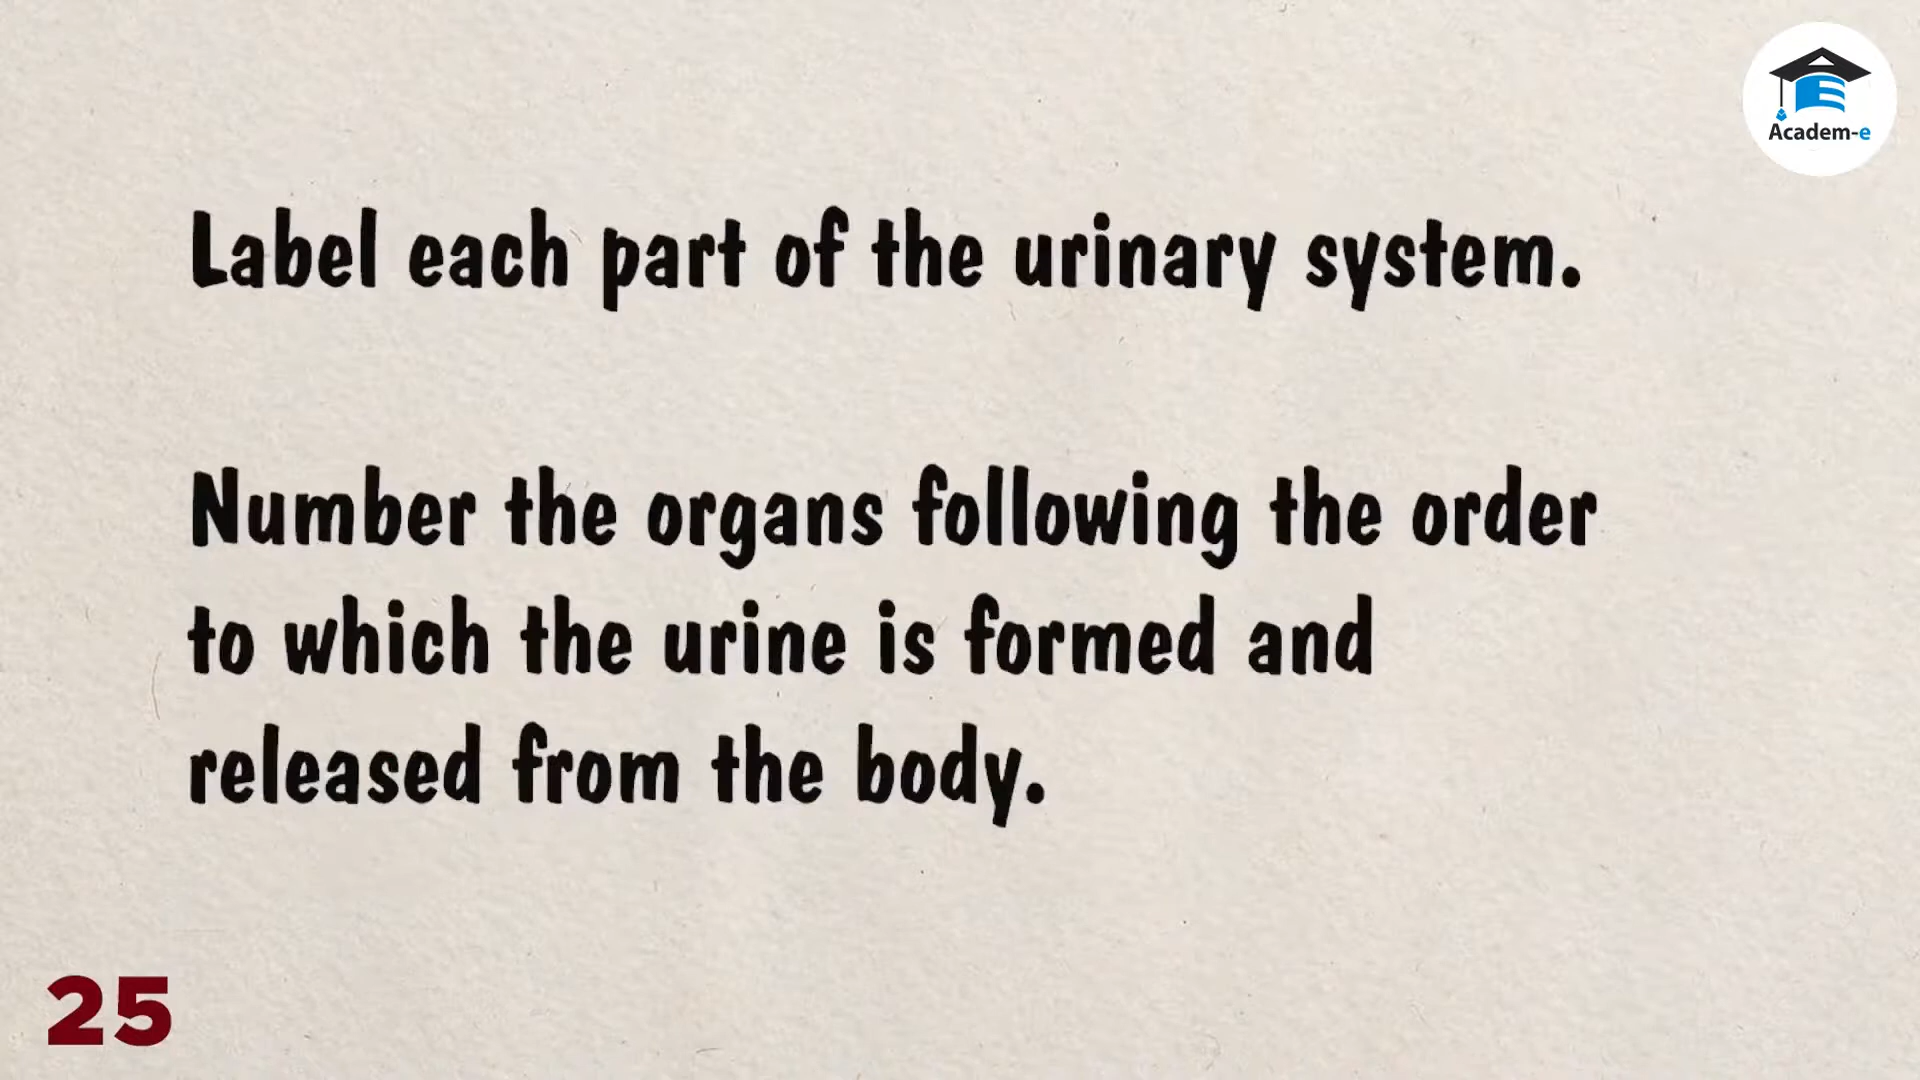 Academ-e
Label each part of the urinary system.
Number the organs following the order
to which the urine is formed and
released from the body.
25